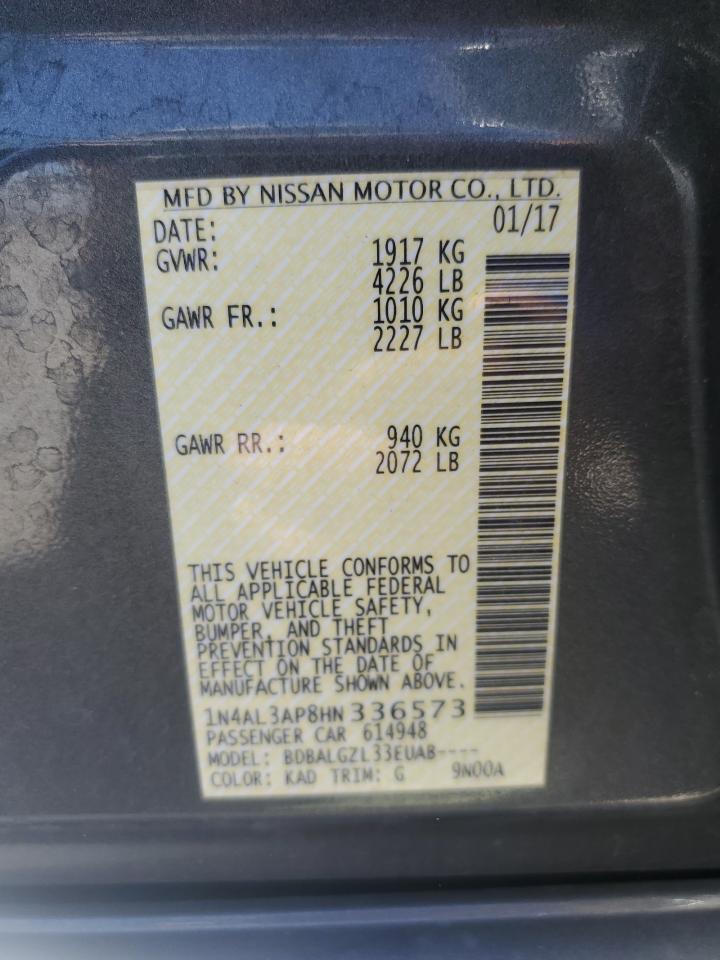 MFD BY NISSAN MOTOR CO., LTD.
DATE: 01/17
GVWR: 1917 KG
4226 LB
GAWR FR.: 1010 KG
2227 LB
GAWR RR.: 940 KG
2072 LB
THIS VEHICLE CONFORMS TO
ALL APPLICABLE FEDERAL
MOTOR VEHICLE SAFETY,
BUMPER, AND THEFT
PREVENTION STANDARDS IN
EFFECT ON THE DATE OF
MANUFACTURE SHOWN ABOVE.
1N4AL3AP8HN336573
PASSENGER CAR 614948
MODEL: BDBALGZL33EUAB----
COLOR: KAD TRIM: G 9N00A